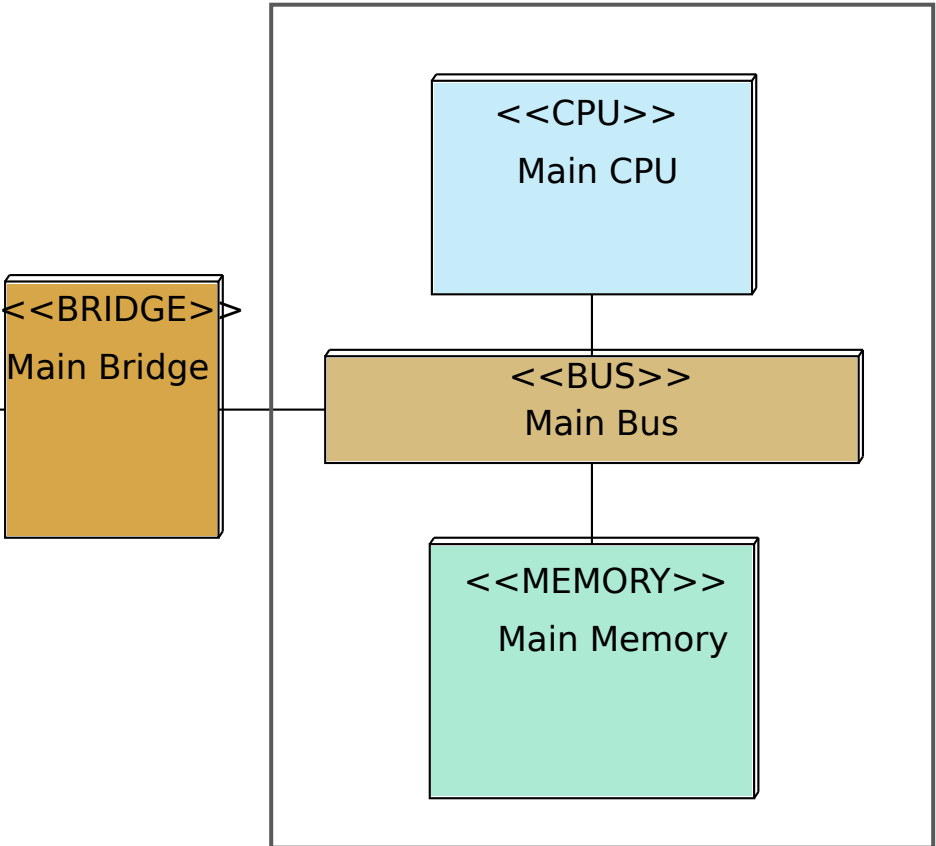 <<CPU>>
Main CPU
<<BRIDGE>>
Main Bridge
<<BUS>>
Main Bus
<<MEMORY>>
Main Memory